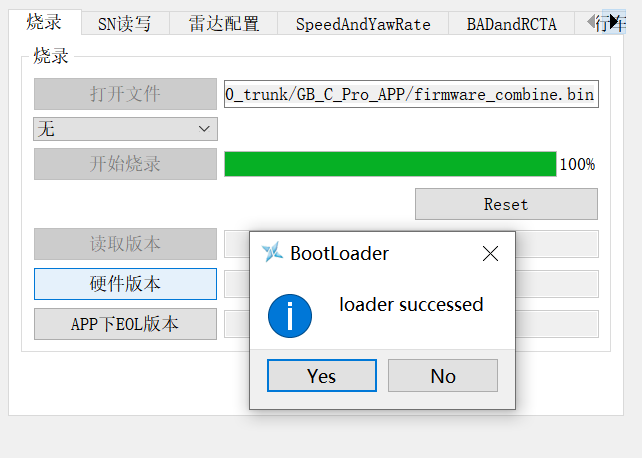 烧录 SN读写 雷达配置 SpeedAndYawRate BADandRCTA 行车
烧录
打开文件 0_trunk/GB_C_Pro_APP/firmware_combine.bin
无
开始烧录 100%
Reset
读取版本
BootLoader
硬件版本
loader successed
APP下EOL版本
Yes No